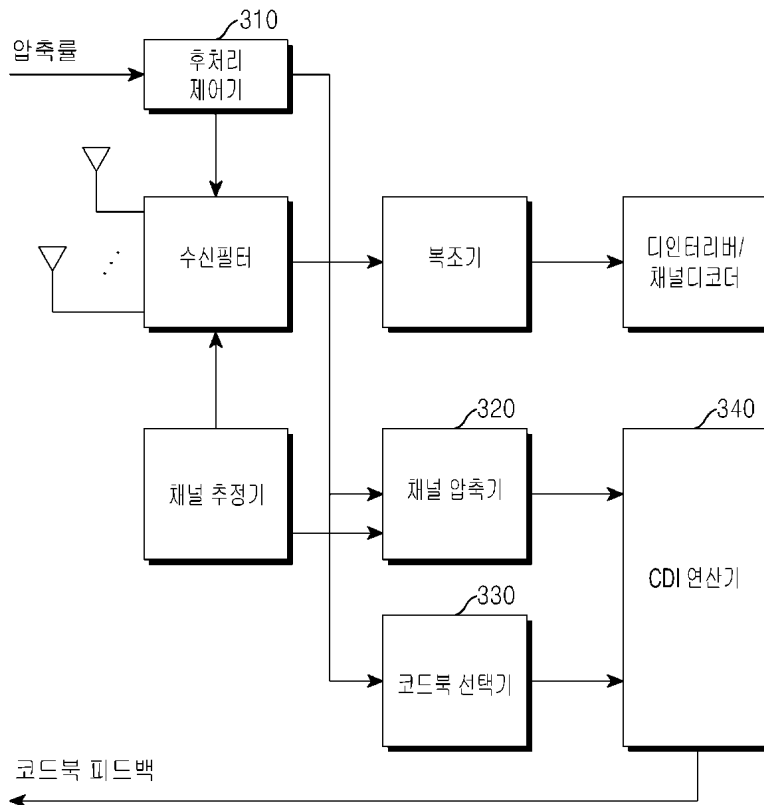 310
압축률
후처리
제어기
수신필터
복조기
디인터리버/
채널디코더
320
340
채널 추정기
채널 압축기
CDI 연산기
330
코드북 선택기
코드북 피드백